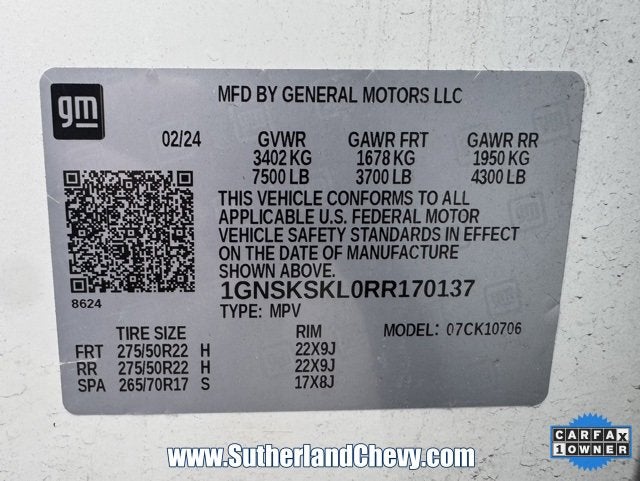 gm
MFD BY GENERAL MOTORS LLC
02/24 GVWR GAWR FRT GAWR RR
3402 KG 1678 KG 1950 KG
7500 LB 3700 LB 4300 LB
THIS VEHICLE CONFORMS TO ALL
APPLICABLE U.S. FEDERAL MOTOR
VEHICLE SAFETY STANDARDS IN EFFECT
ON THE DATE OF MANUFACTURE
SHOWN ABOVE.
8624
1GNSKSKL0RR170137
TYPE: MPV
TIRE SIZE RIM MODEL: 07CK10706
FRT 275/50R22 H 22X9J
RR 275/50R22 H 22X9J
SPA 265/70R17 S 17X8J
www.SutherlandChevy.com
CARFAX
1 OWNER